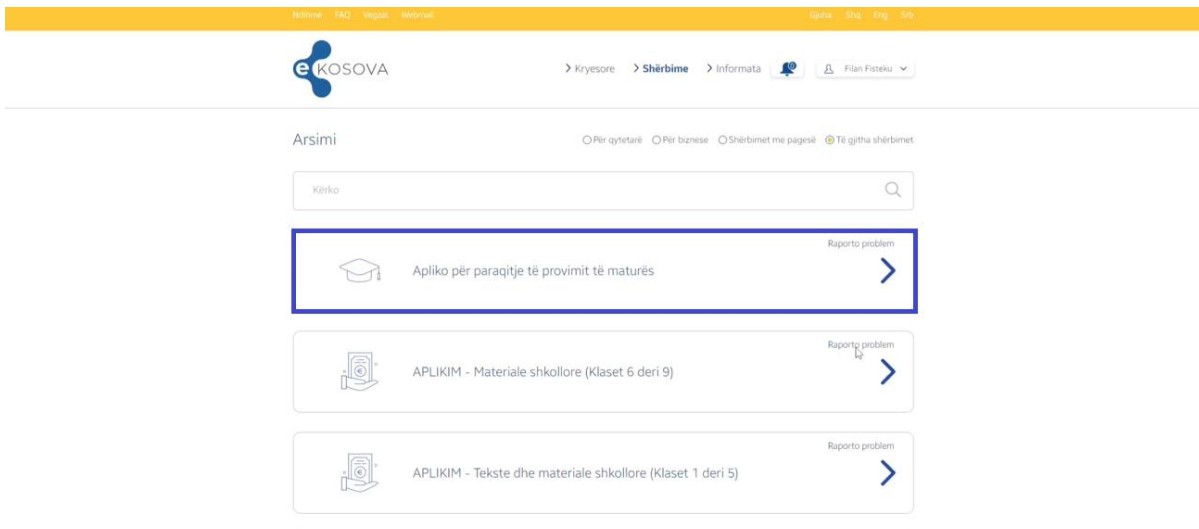 Ndihmë FAQ Vegzat Webmail Gjuha Shq Eng Srb
e KOSOVA Kryesore Shërbime Informata 0 Filan Fisteku
Arsimi Për qytetarë Për biznese Shërbimet me pagesë Të gjitha shërbimet
Kërko
Raporto problem
Apliko për paraqitje të provimit të maturës
Raporto problem
APLIKIM - Materiale shkollore (Klaset 6 deri 9)
Raporto problem
APLIKIM - Tekste dhe materiale shkollore (Klaset 1 deri 5)